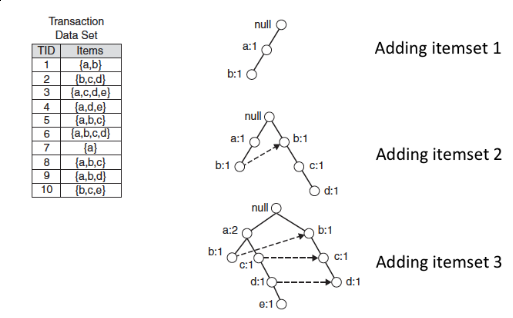 Transaction
Data Set
TID Items
1 {a,b}
2 {b,c,d}
3 {a,c,d,e}
4 {a,d,e}
5 {a,b,c}
6 {a,b,c,d}
7 {a}
8 {a,b,c}
9 {a,b,d}
10 {b,c,e}
null
a:1
b:1
Adding itemset 1
null
a:1
b:1
b:1
c:1
d:1
Adding itemset 2
null
a:2
b:1
b:1
c:1
c:1
d:1
d:1
e:1
Adding itemset 3